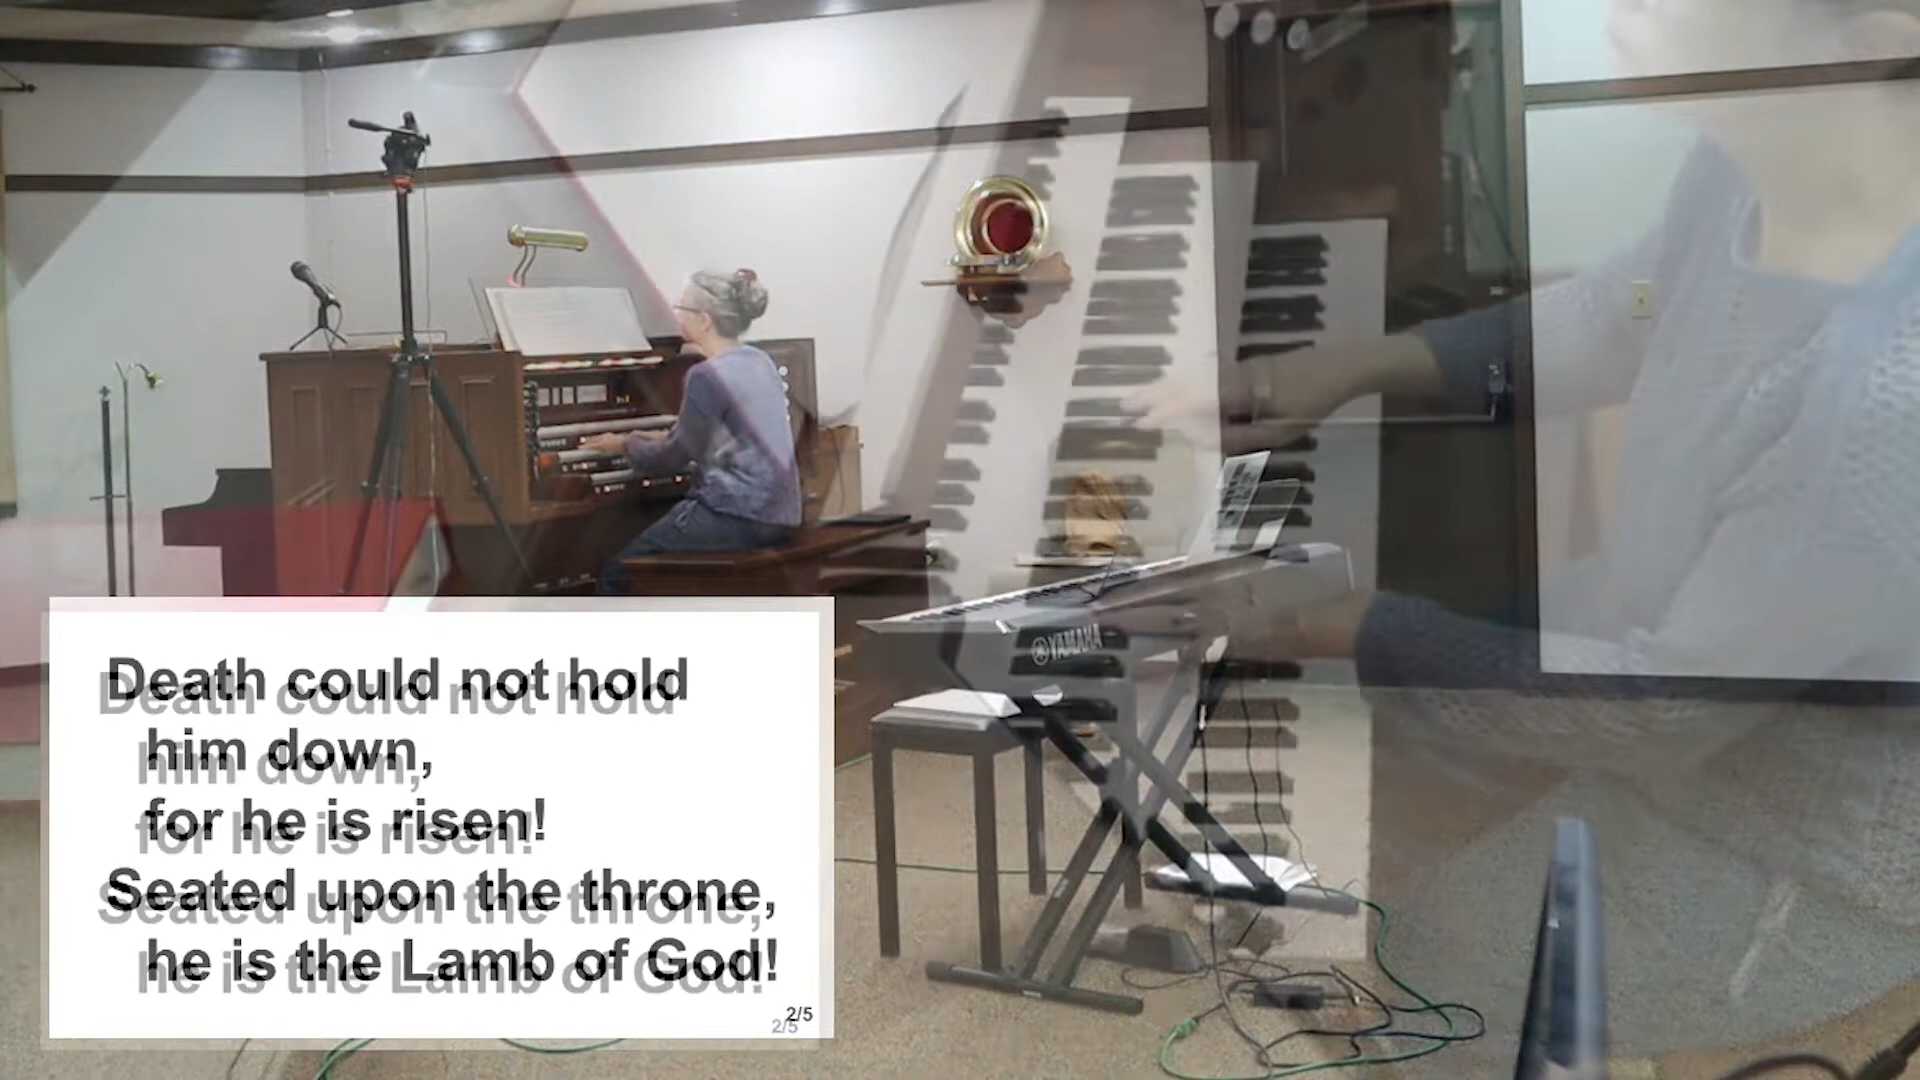 YAMAHA
Death could not hold
him down,
for he is risen!
Seated upon the throne,
he is the Lamb of God!
2/5